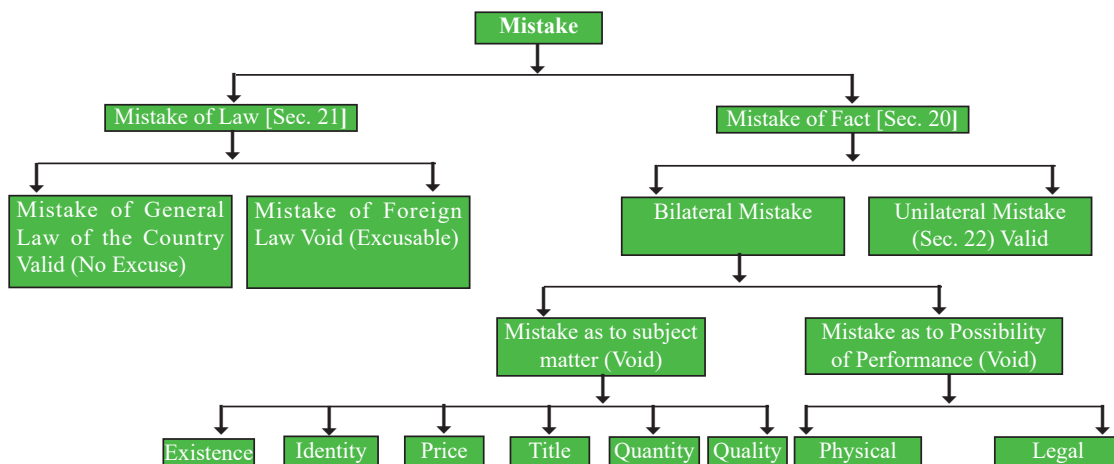 Mistake
Mistake of Law [Sec. 21]
Mistake of Fact [Sec. 20]
Mistake of General
Law of the Country
Valid (No Excuse)
Mistake of Foreign
Law Void (Excusable)
Bilateral Mistake
Unilateral Mistake
(Sec. 22) Valid
Mistake as to subject
matter (Void)
Mistake as to Possibility
of Performance (Void)
Existence
Identity
Price
Title
Quantity
Quality
Physical
Legal